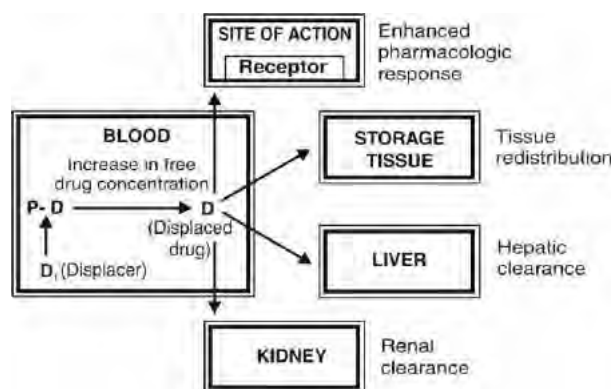 SITE OF ACTION
Receptor
Enhanced
pharmacologic
response
BLOOD
Increase in free
drug concentration
P- D
D
(Displaced
drug)
D₁ (Displacer)
STORAGE
TISSUE
Tissue
redistribution
LIVER
Hepatic
clearance
KIDNEY
Renal
clearance